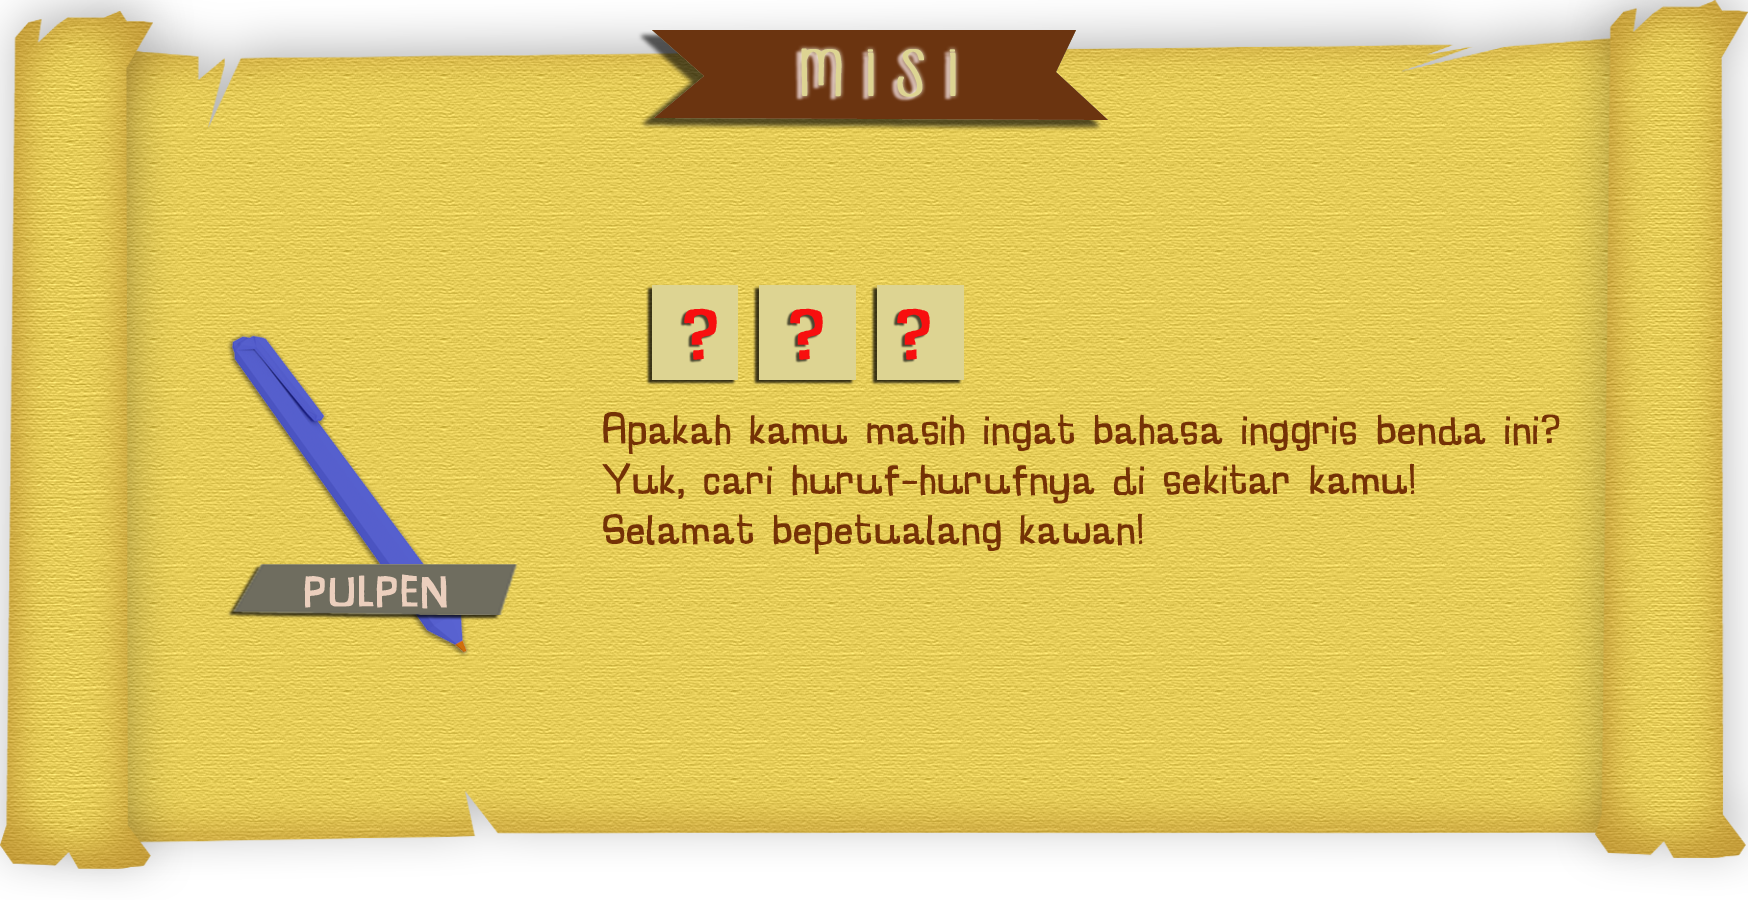 MISI
? ? ?
Apakah kamu masih ingat bahasa inggris benda ini?
Yuk, cari huruf-hurufnya di sekitar kamu!
Selamat bepetualang kawan!
PULPEN